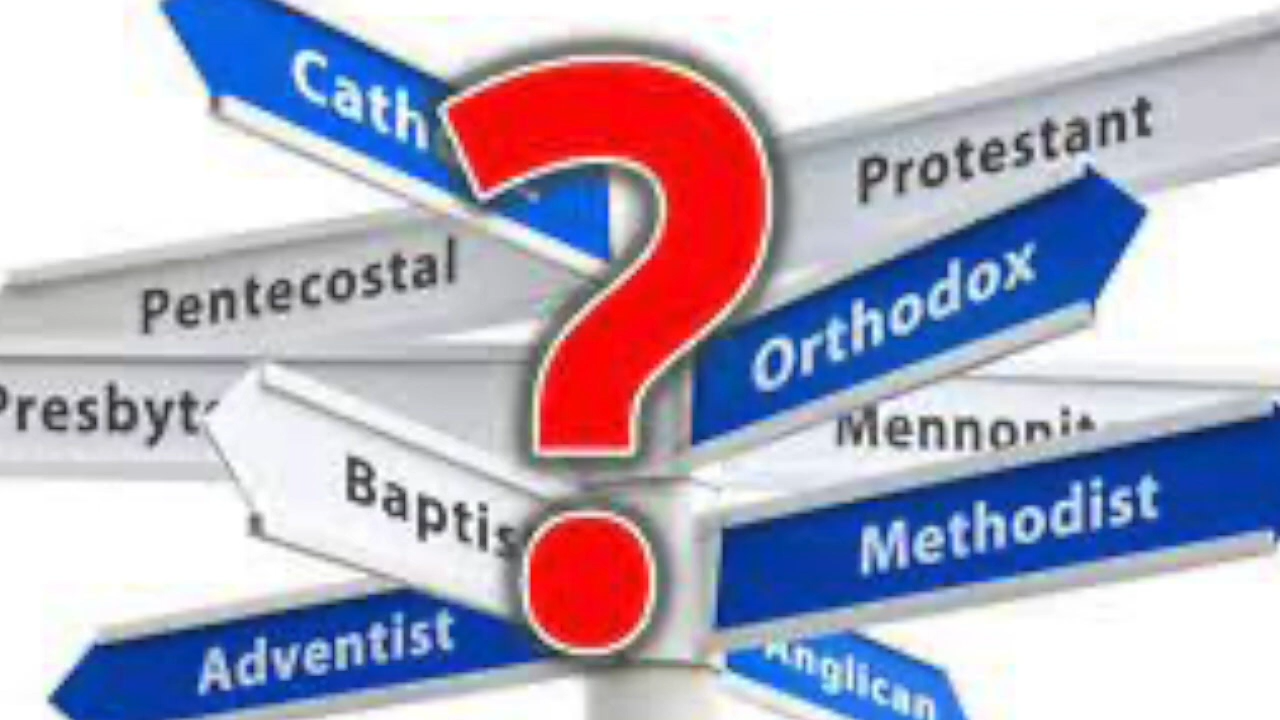 Cath
Protestant
Pentecostal
Orthodox
Presbyt
Mennonit
Baptis
Methodist
Adventist
Anglican
?